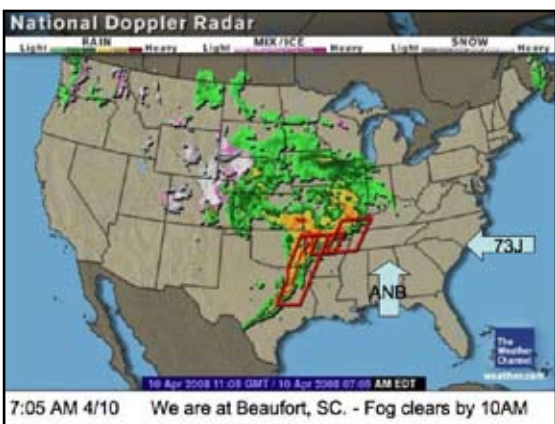 National Doppler Radar
RAIN MIX/ICE SNOW
Light Heavy Light Heavy Light Heavy
73J
ANB
The
Weather
Channel
weather.com
10 Apr 2008 11:05 GMT / 10 Apr 2008 07:05 AM EDT
7:05 AM 4/10 We are at Beaufort, SC. - Fog clears by 10AM